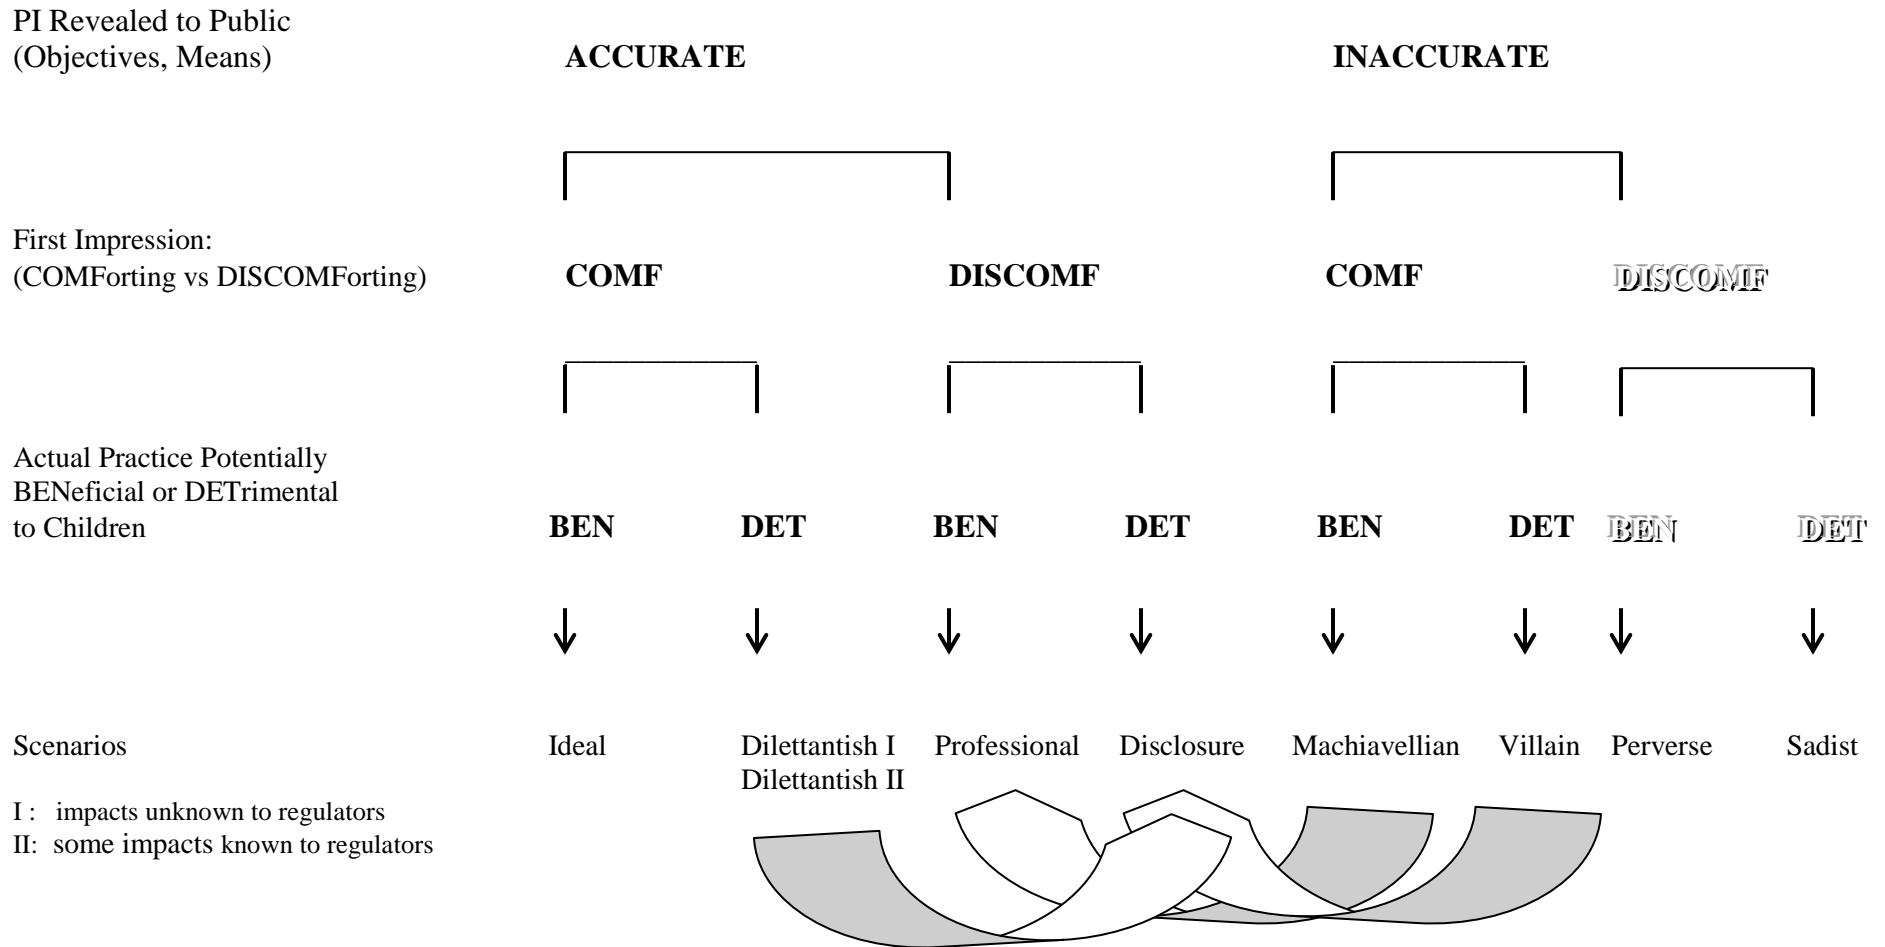 PI Revealed to Public
(Objectives, Means) ACCURATE INACCURATE
First Impression:
(COMForting vs DISCOMForting) COMF DISCOMF COMF DISCOMF
Actual Practice Potentially
BENeficial or DETrimental
to Children BEN DET BEN DET BEN DET BEN DET
Scenarios Ideal Dilettantish I Professional Disclosure Machiavellian Villain Perverse Sadist
Dilettantish II
I : impacts unknown to regulators
II: some impacts known to regulators